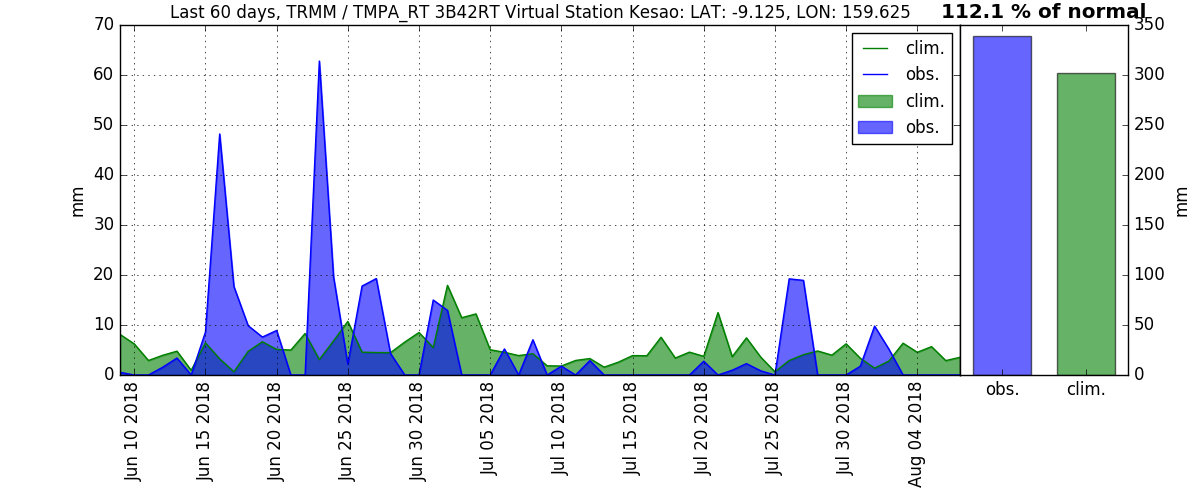 Last 60 days, TRMM / TMPA_RT 3B42RT Virtual Station Kesao: LAT: -9.125, LON: 159.625
112.1 % of normal
70
60
50
40
30
20
10
0
mm
clim.
obs.
clim.
obs.
350
300
250
200
150
100
50
0
mm
Jun 10 2018
Jun 15 2018
Jun 20 2018
Jun 25 2018
Jun 30 2018
Jul 05 2018
Jul 10 2018
Jul 15 2018
Jul 20 2018
Jul 25 2018
Jul 30 2018
Aug 04 2018
obs.
clim.